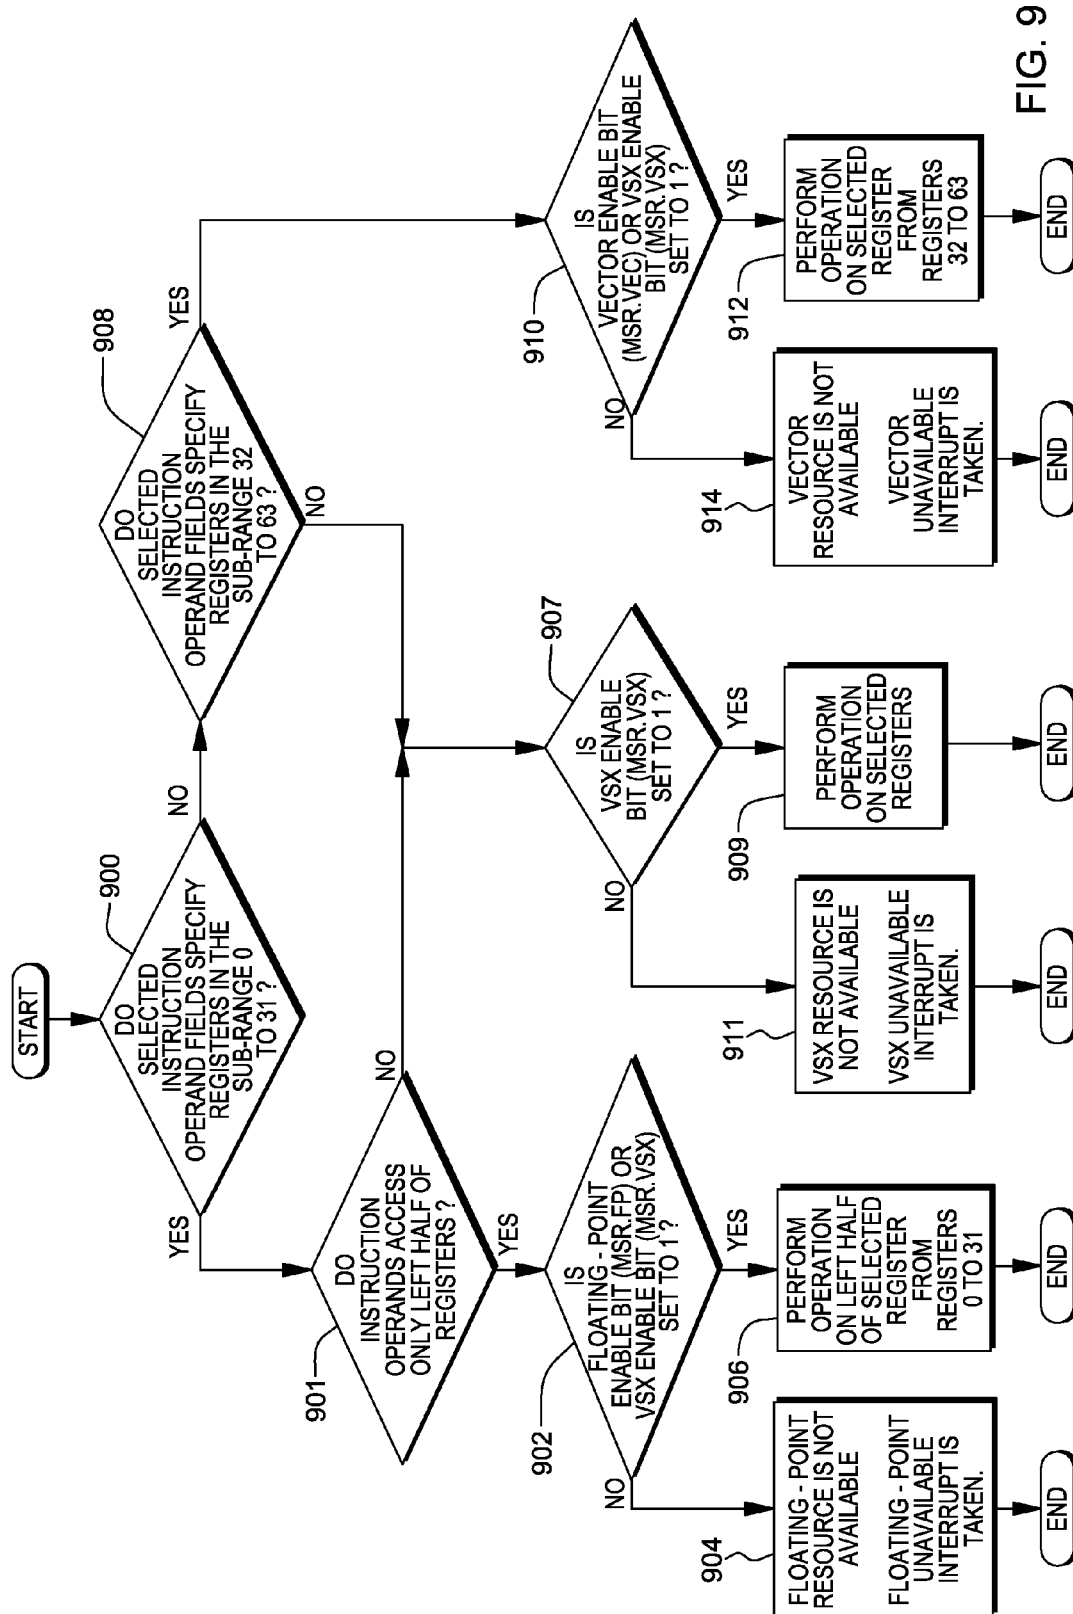 START
DO
SELECTED
INSTRUCTION
OPERAND FIELDS SPECIFY
REGISTERS IN THE
SUB-RANGE 0
TO 31 ?
900
YES
NO
DO
SELECTED
INSTRUCTION
OPERAND FIELDS SPECIFY
REGISTERS IN THE
SUB-RANGE 32
TO 63 ?
908
YES
NO
DO
INSTRUCTION
OPERANDS ACCESS
ONLY LEFT HALF OF
REGISTERS ?
901
NO
YES
IS
FLOATING - POINT
ENABLE BIT (MSR.FP) OR
VSX ENABLE BIT (MSR.VSX)
SET TO 1 ?
902
NO
YES
IS
VSX ENABLE
BIT (MSR.VSX)
SET TO 1 ?
907
NO
YES
IS
VECTOR ENABLE BIT
(MSR.VEC) OR VSX ENABLE
BIT (MSR.VSX)
SET TO 1 ?
910
NO
YES
904
FLOATING - POINT
RESOURCE IS NOT
AVAILABLE
FLOATING - POINT
UNAVAILABLE
INTERRUPT IS
TAKEN.
906
PERFORM
OPERATION
ON LEFT HALF
OF SELECTED
REGISTER
FROM
REGISTERS
0 TO 31
911
VSX RESOURCE IS
NOT AVAILABLE
VSX UNAVAILABLE
INTERRUPT IS
TAKEN.
909
PERFORM
OPERATION
ON SELECTED
REGISTERS
914
VECTOR
RESOURCE IS NOT
AVAILABLE
VECTOR
UNAVAILABLE
INTERRUPT IS
TAKEN.
912
PERFORM
OPERATION
ON SELECTED
REGISTER
FROM
REGISTERS
32 TO 63
END
END
END
END
END
END
FIG. 9